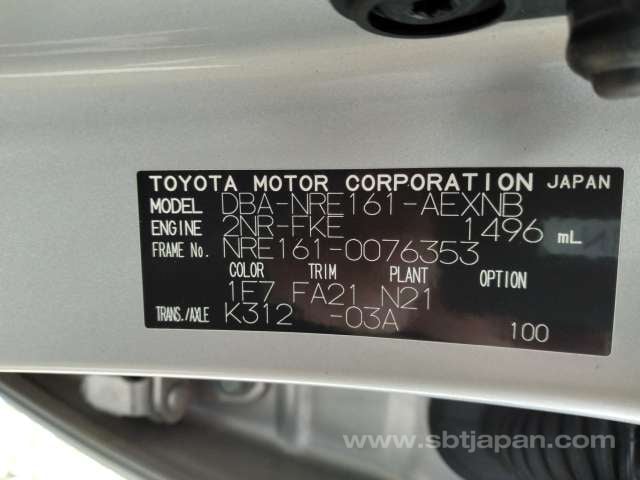 TOYOTA MOTOR CORPORATION JAPAN
MODEL DBA-NRE161-AEXNB
ENGINE 2NR-FKE 1496 mL
FRAME No. NRE161-0076353
COLOR TRIM PLANT OPTION
1F7 FA21 N21
TRANS./AXLE K312 -03A
100
www.sbtjapan.com